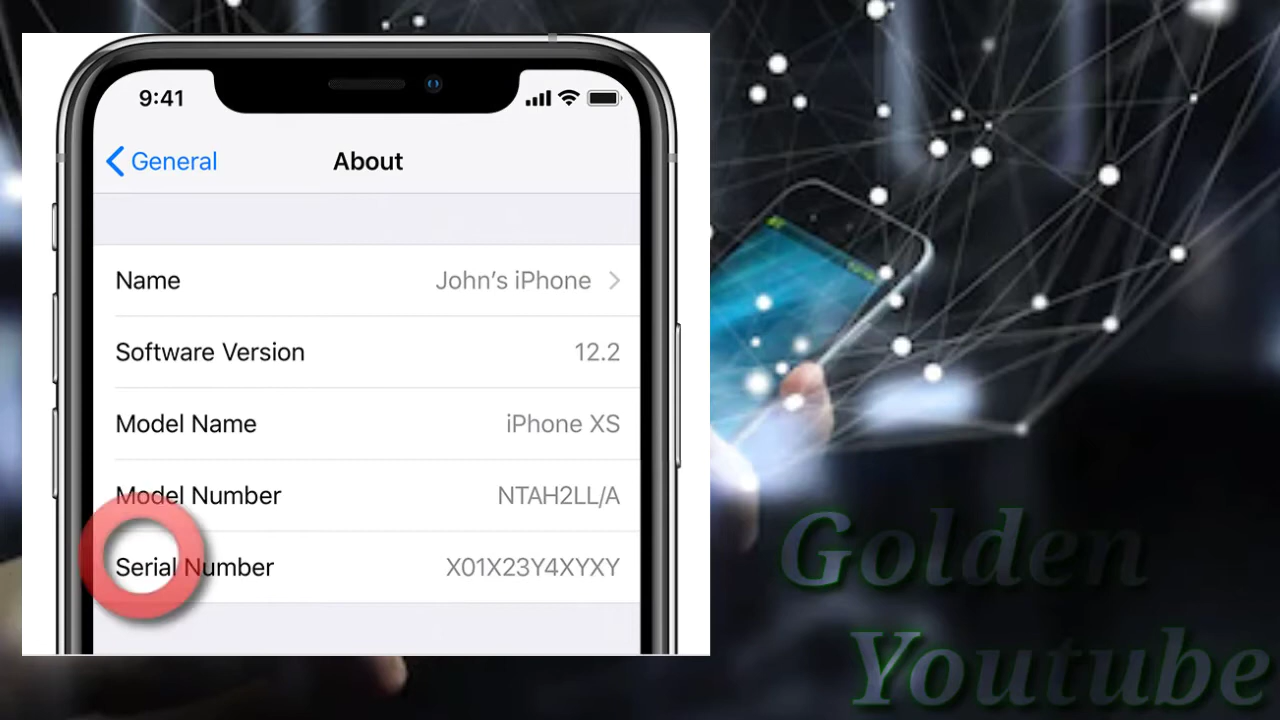 9:41
General
About
Name John’s iPhone
Software Version 12.2
Model Name iPhone XS
Model Number NTAH2LL/A
Serial Number X01X23Y4XYXY
Golden
Youtube